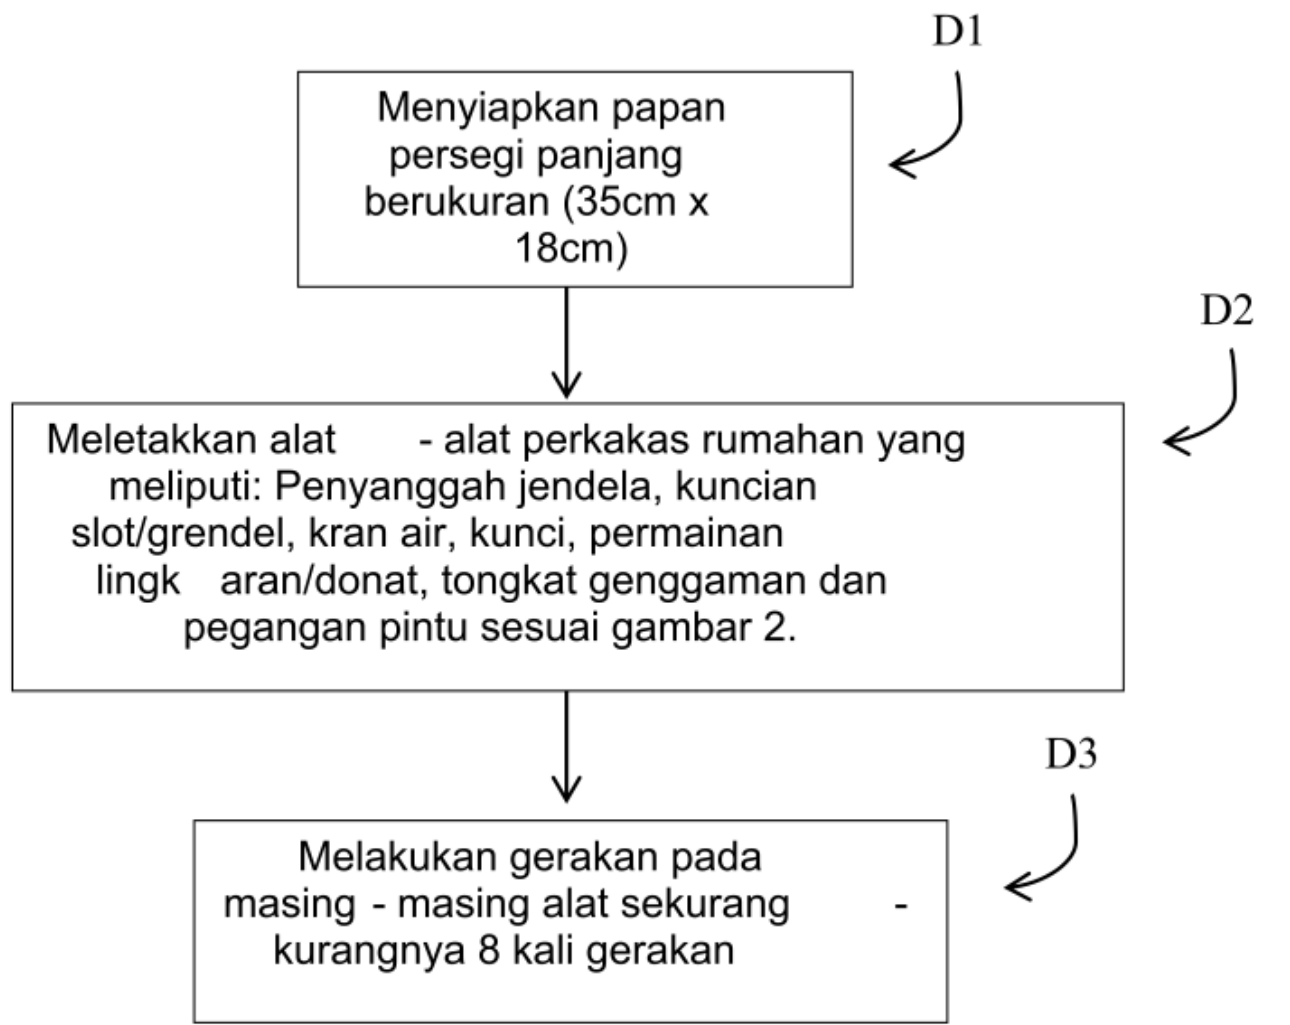 D1
Menyiapkan papan
persegi panjang
berukuran (35cm x
18cm)
D2
Meletakkan alat - alat perkakas rumahan yang
meliputi: Penyanggah jendela, kuncian
slot/grendel, kran air, kunci, permainan
lingk aran/donat, tongkat genggaman dan
pegangan pintu sesuai gambar 2.
D3
Melakukan gerakan pada
masing - masing alat sekurang -
kurangnya 8 kali gerakan